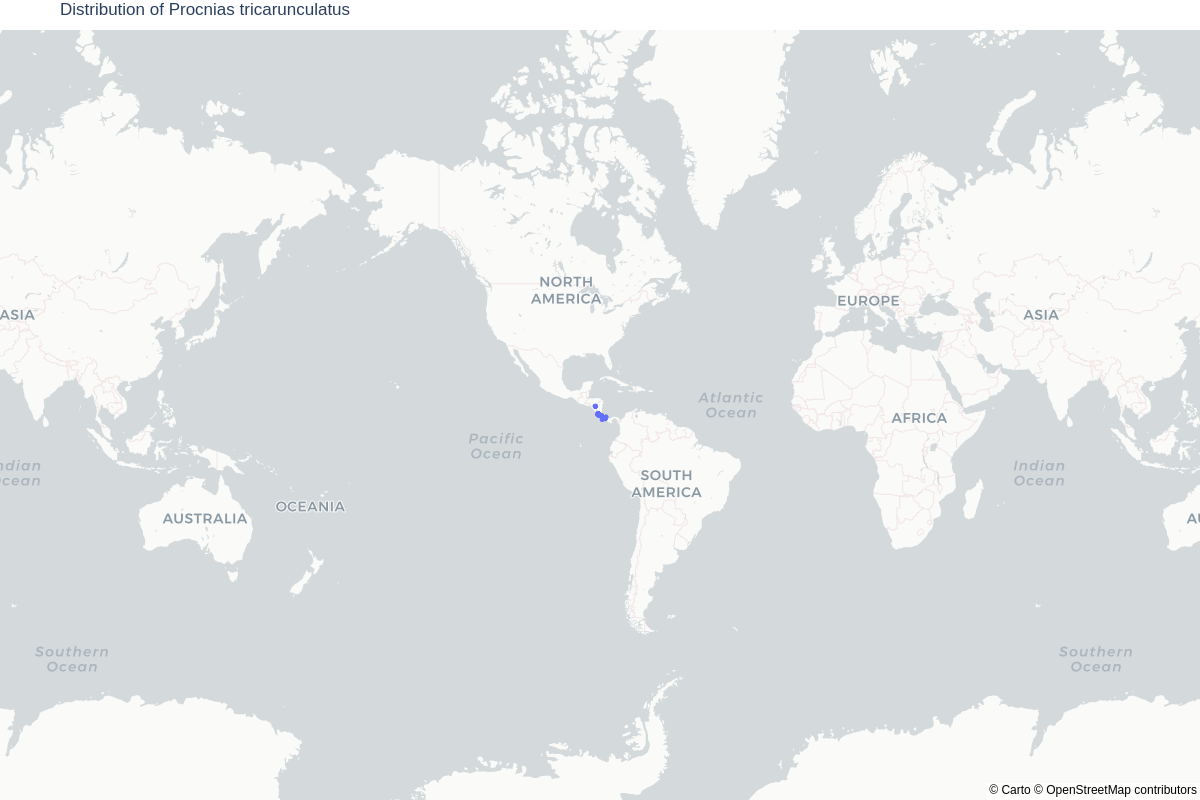 Distribution of Procnias tricarunculatus
NORTH
AMERICA
EUROPE
ASIA
ASIA
Atlantic
Ocean
AFRICA
Pacific
Ocean
ndian
cean
SOUTH
AMERICA
Indian
Ocean
OCEANIA
AUSTRALIA
AU
Southern
Ocean
Southern
Ocean
© Carto © OpenStreetMap contributors